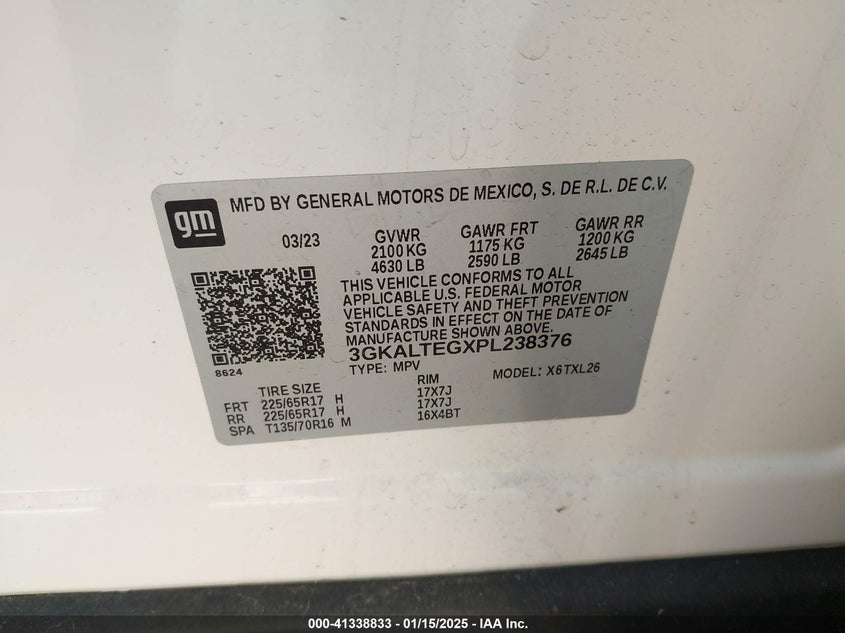 gm
MFD BY GENERAL MOTORS DE MEXICO, S. DE R.L. DE C.V.
03/23
GVWR
2100 KG
4630 LB
GAWR FRT
1175 KG
2590 LB
GAWR RR
1200 KG
2645 LB
THIS VEHICLE CONFORMS TO ALL
APPLICABLE U.S. FEDERAL MOTOR
VEHICLE SAFETY AND THEFT PREVENTION
STANDARDS IN EFFECT ON THE DATE OF
MANUFACTURE SHOWN ABOVE.
8624
3GKALTEGXPL238376
TYPE: MPV MODEL: X6TXL26
TIRE SIZE RIM
FRT 225/65R17 H 17X7J
RR 225/65R17 H 17X7J
SPA T135/70R16 M 16X4BT
000-41338833 - 01/15/2025 - IAA Inc.